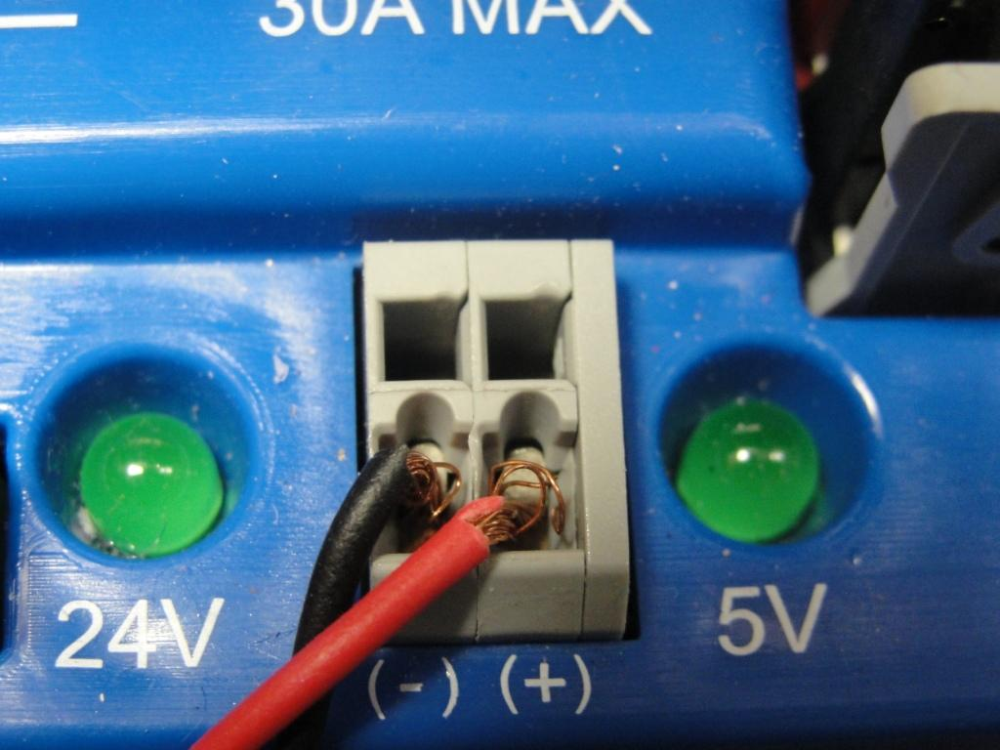 30A MAX
24V
5V
(-) (+)